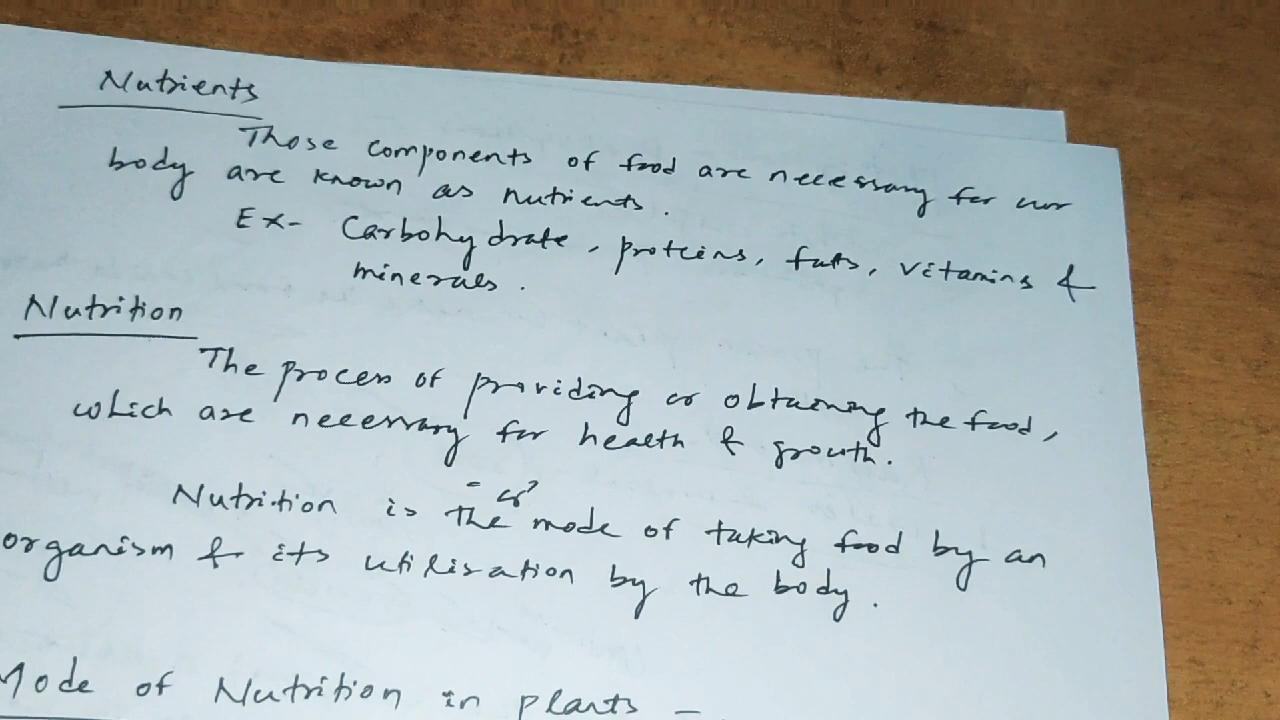 Nutrients
Those components of food are necessary for our
body are known as nutrients.
Ex- Carbohydrate, proteins, fats, vitamins &
minerals.
Nutrition
The process of providing or obtaining the food,
which are necessary for health & growth.
- or
Nutrition is the mode of taking food by an
organism & its utilisation by the body.
Mode of Nutrition in plants -